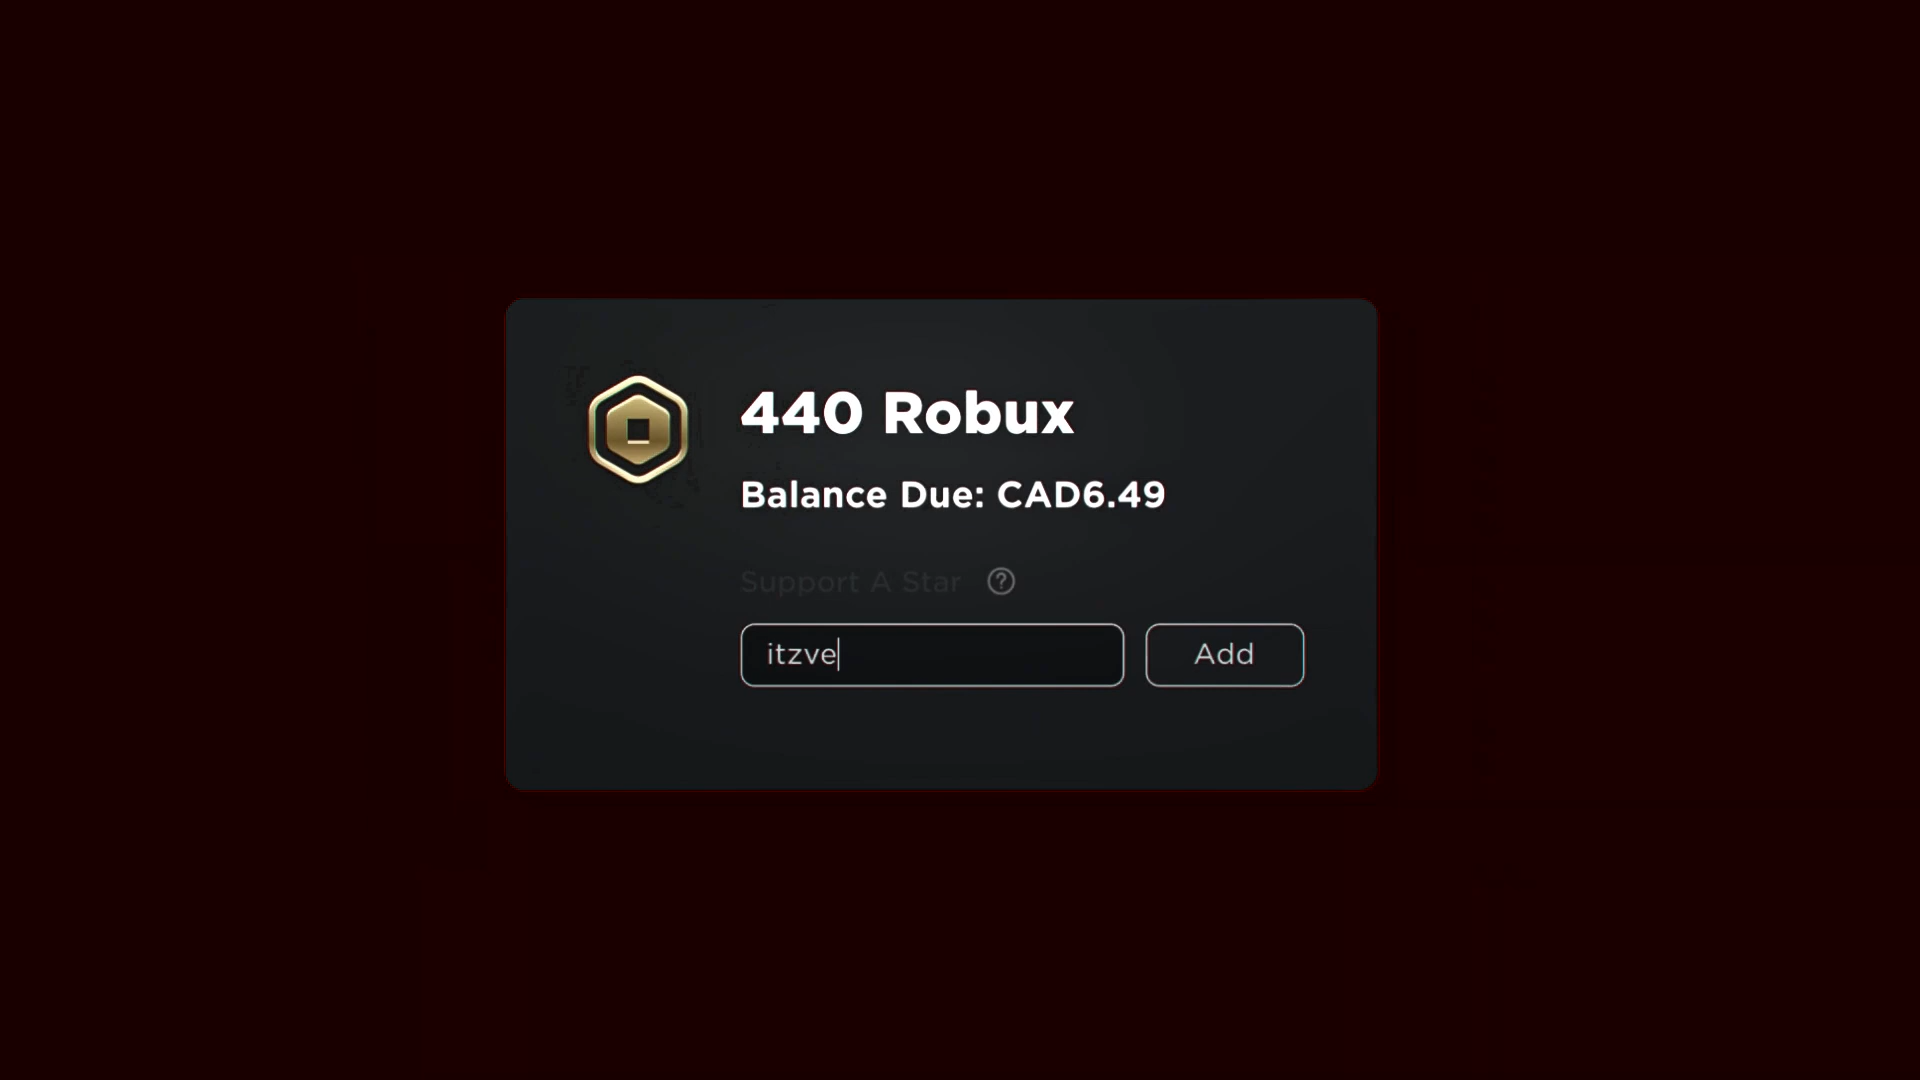 440 Robux
Balance Due: CAD6.49
Support A Star ?
itzve
Add